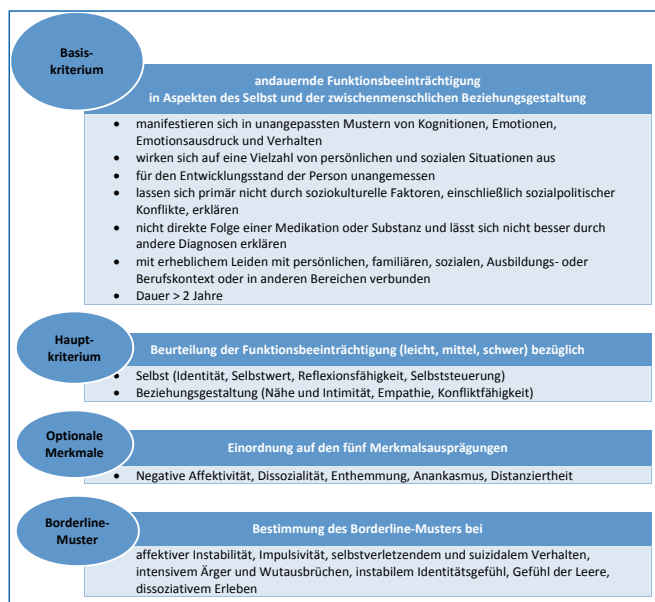 Basis-
kriterium
andauernde Funktionsbeeinträchtigung
in Aspekten des Selbst und der zwischenmenschlichen Beziehungsgestaltung
• manifestieren sich in unangepassten Mustern von Kognitionen, Emotionen,
Emotionsausdruck und Verhalten
• wirken sich auf eine Vielzahl von persönlichen und sozialen Situationen aus
• für den Entwicklungsstand der Person unangemessen
• lassen sich primär nicht durch soziokulturelle Faktoren, einschließlich sozialpolitischer
Konflikte, erklären
• nicht direkte Folge einer Medikation oder Substanz und lässt sich nicht besser durch
andere Diagnosen erklären
• mit erheblichem Leiden mit persönlichen, familiären, sozialen, Ausbildungs- oder
Berufskontext oder in anderen Bereichen verbunden
• Dauer > 2 Jahre
Haupt-
kriterium
Beurteilung der Funktionsbeeinträchtigung (leicht, mittel, schwer) bezüglich
• Selbst (Identität, Selbstwert, Reflexionsfähigkeit, Selbststeuerung)
• Beziehungsgestaltung (Nähe und Intimität, Empathie, Konfliktfähigkeit)
Optionale
Merkmale
Einordnung auf den fünf Merkmalsausprägungen
• Negative Affektivität, Dissozialität, Enthemmung, Anankasmus, Distanziertheit
Borderline-
Muster
Bestimmung des Borderline-Musters bei
affektiver Instabilität, Impulsivität, selbstverletzendem und suizidalem Verhalten,
intensivem Ärger und Wutausbrüchen, instabilem Identitätsgefühl, Gefühl der Leere,
dissoziativem Erleben